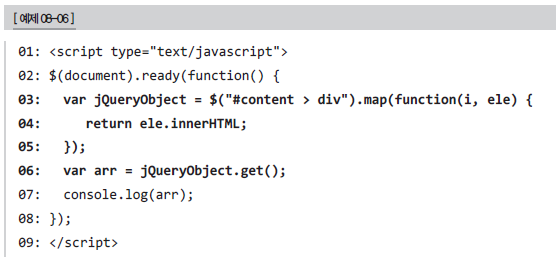 [예제 08-06]
01: <script type="text/javascript">
02: $(document).ready(function() {
03:   var jQueryObject = $("#content > div").map(function(i, ele) {
04:     return ele.innerHTML;
05:   });
06:   var arr = jQueryObject.get();
07:   console.log(arr);
08: });
09: </script>